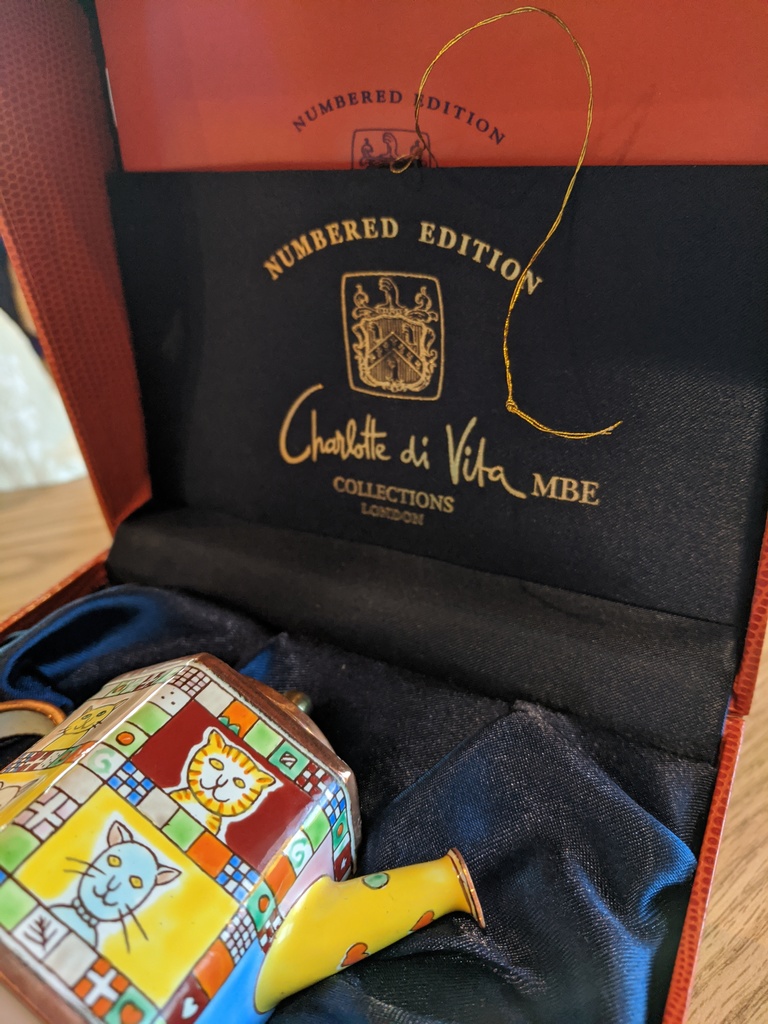 NUMBERED EDITION
NUMBERED EDITION
Charlotte di Vita MBE
COLLECTIONS
LONDON